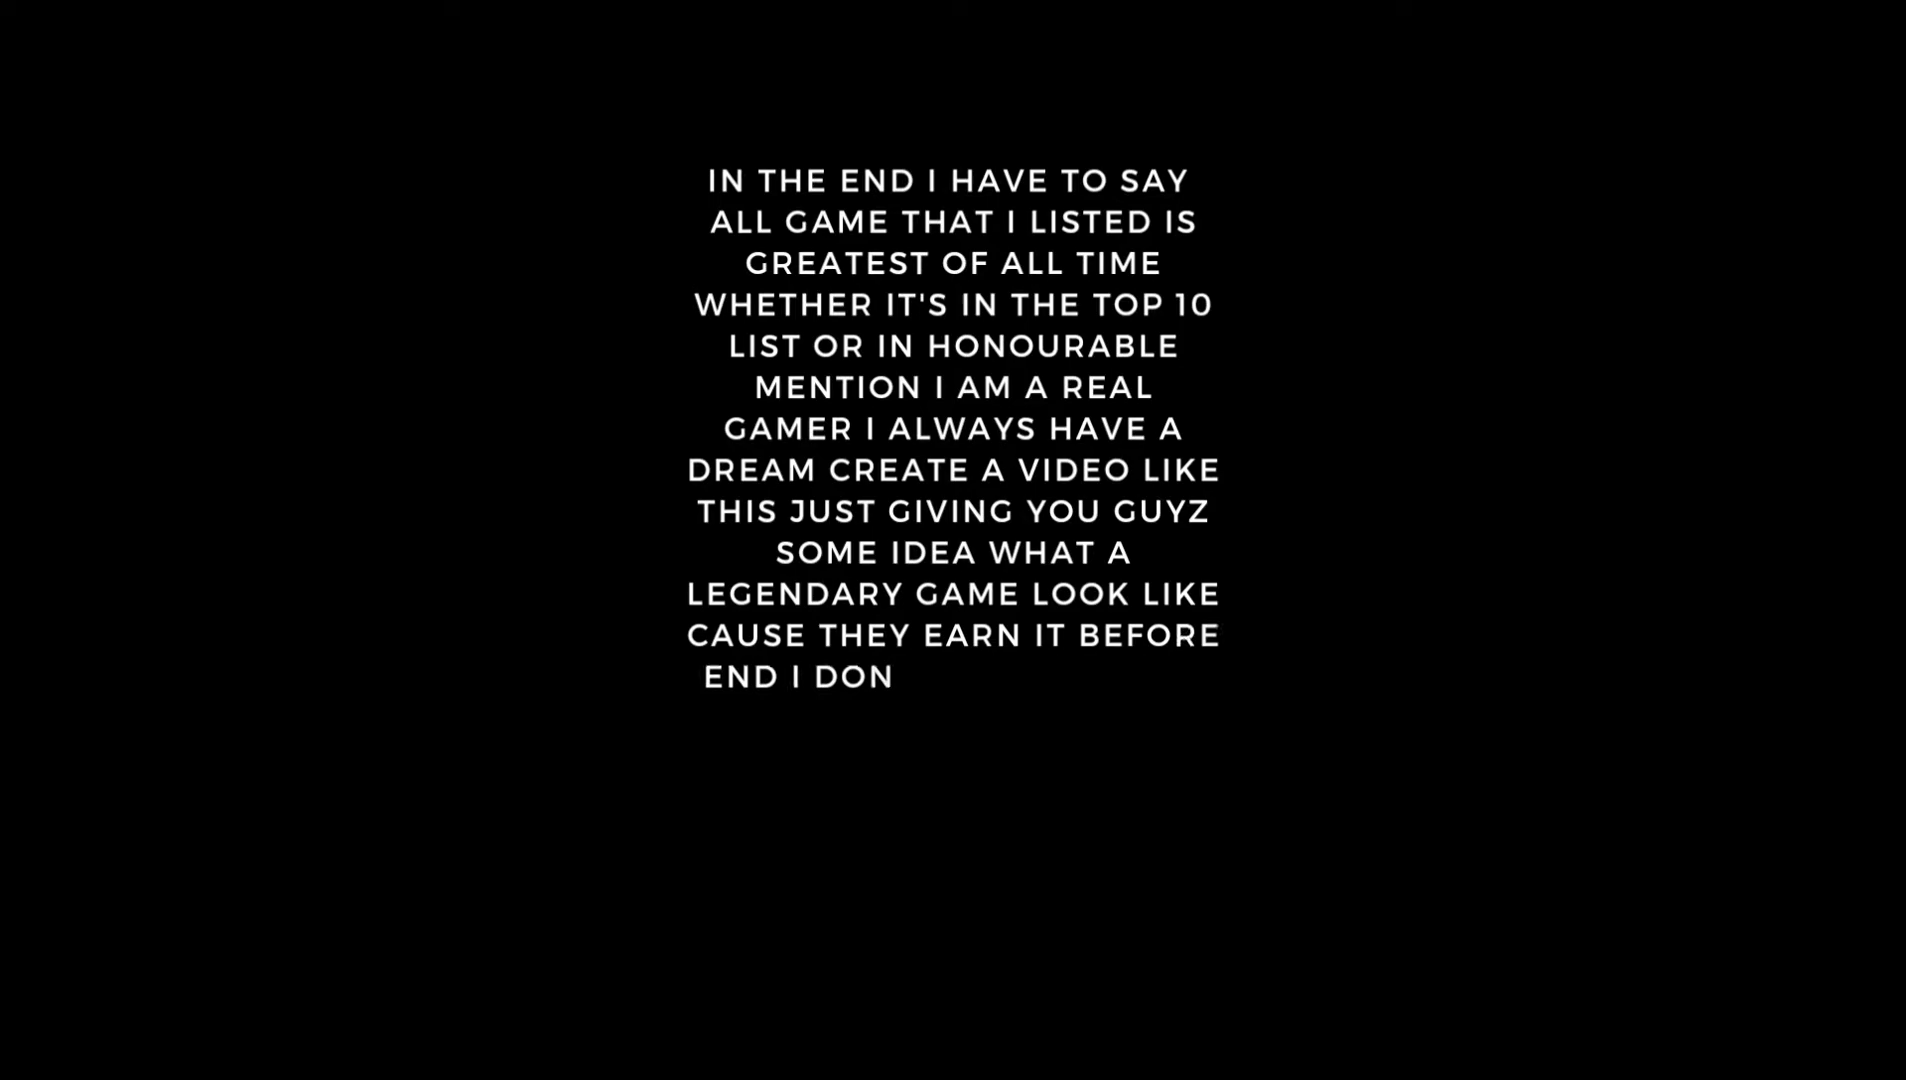 IN THE END I HAVE TO SAY
ALL GAME THAT I LISTED IS
GREATEST OF ALL TIME
WHETHER IT'S IN THE TOP 10
LIST OR IN HONOURABLE
MENTION I AM A REAL
GAMER I ALWAYS HAVE A
DREAM CREATE A VIDEO LIKE
THIS JUST GIVING YOU GUYZ
SOME IDEA WHAT A
LEGENDARY GAME LOOK LIKE
CAUSE THEY EARN IT BEFORE
END I DON